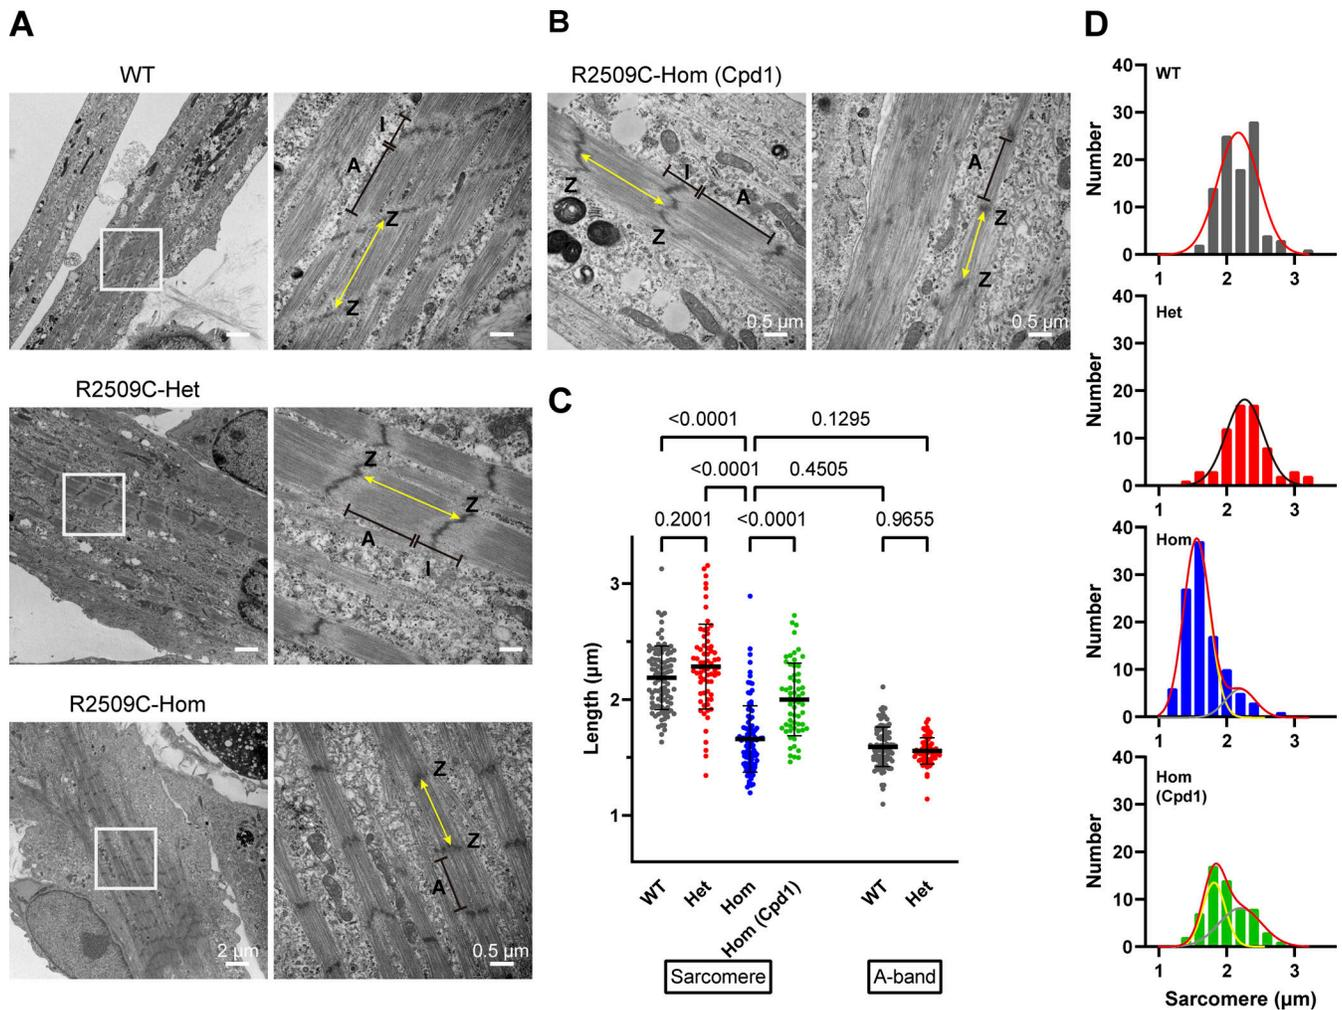 A
WT
I
A
Z
Z
R2509C-Het
Z
Z
A
I
R2509C-Hom
2 µm
Z
Z
A
0.5 µm
B
R2509C-Hom (Cpd1)
Z
Z
I
A
0.5 µm
A
Z
Z
0.5 µm
C
<0.0001 0.1295
<0.0001 0.4505
0.2001 <0.0001 0.9655
3
2
1
Length (µm)
WT
Het
Hom
Hom (Cpd1)
WT
Het
Sarcomere
A-band
D
WT
Number
40
30
20
10
0
1 2 3
Het
Number
40
30
20
10
0
1 2 3
Hom
Number
40
30
20
10
0
1 2 3
Hom
(Cpd1)
Number
40
30
20
10
0
1 2 3
Sarcomere (µm)